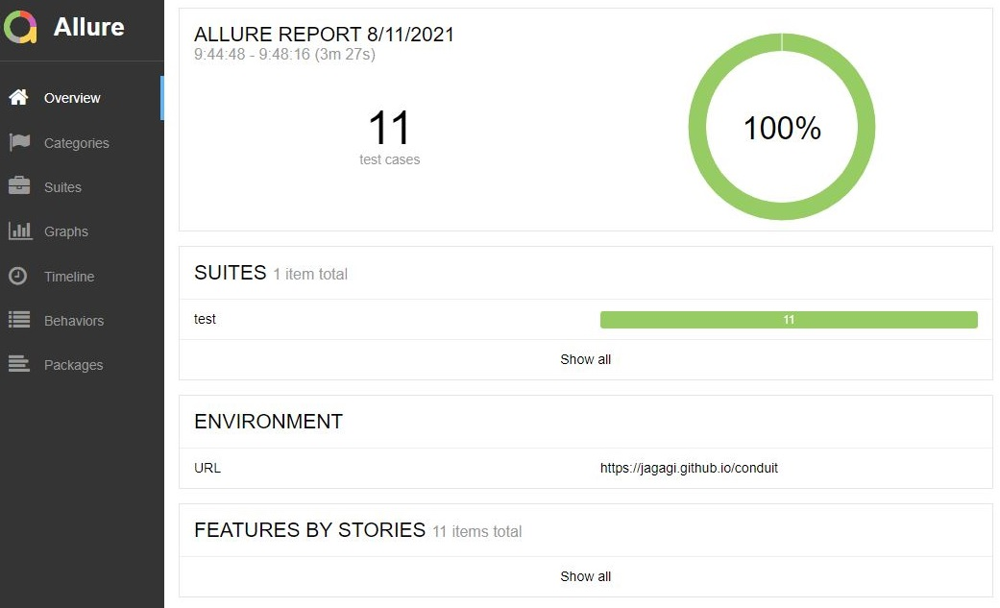 Allure
Overview
Categories
Suites
Graphs
Timeline
Behaviors
Packages
ALLURE REPORT 8/11/2021
9:44:48 - 9:48:16 (3m 27s)
11
test cases
100%
SUITES 1 item total
test 11
Show all
ENVIRONMENT
URL https://jagagi.github.io/conduit
FEATURES BY STORIES 11 items total
Show all